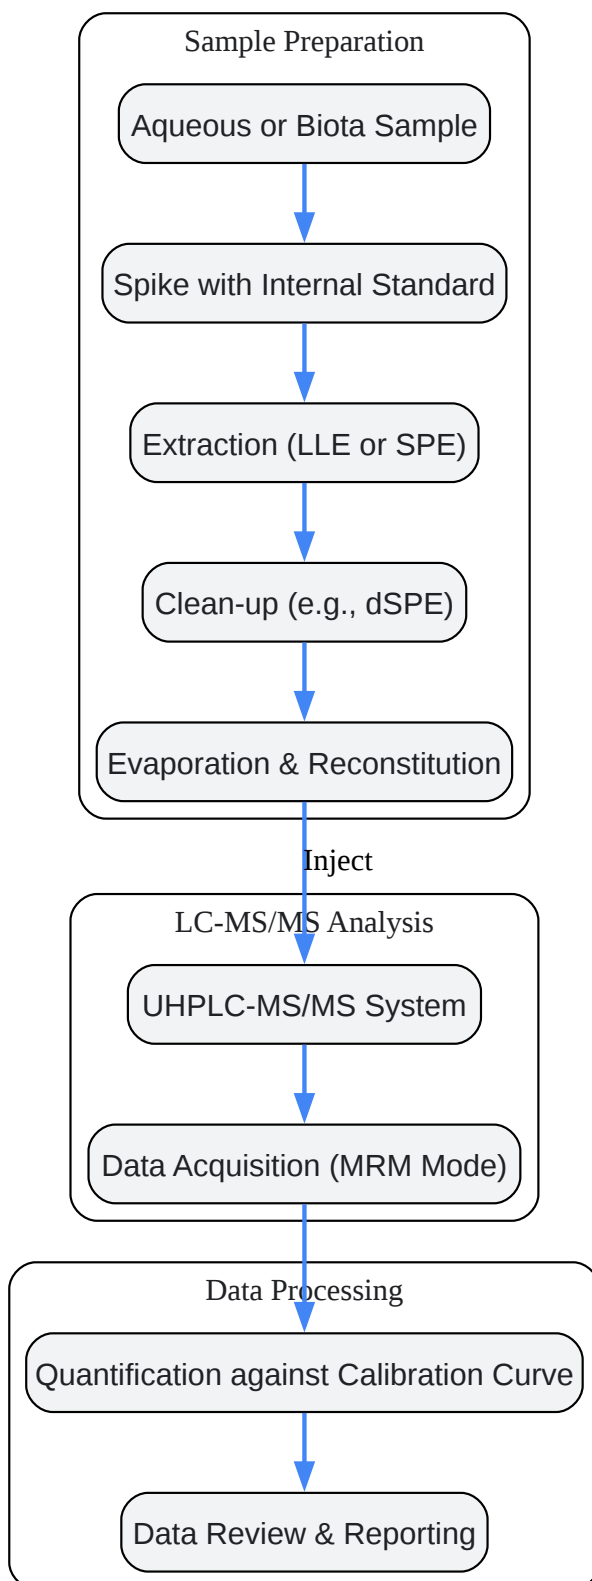 Sample Preparation
Aqueous or Biota Sample
Spike with Internal Standard
Extraction (LLE or SPE)
Clean-up (e.g., dSPE)
Evaporation & Reconstitution
Inject
LC-MS/MS Analysis
UHPLC-MS/MS System
Data Acquisition (MRM Mode)
Data Processing
Quantification against Calibration Curve
Data Review & Reporting